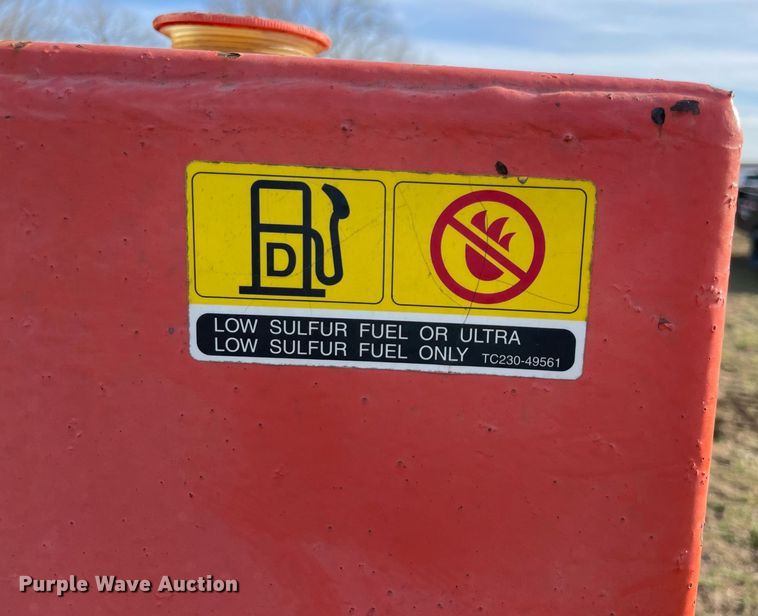 D
LOW SULFUR FUEL OR ULTRA
LOW SULFUR FUEL ONLY TC230-49561
Purple Wave Auction